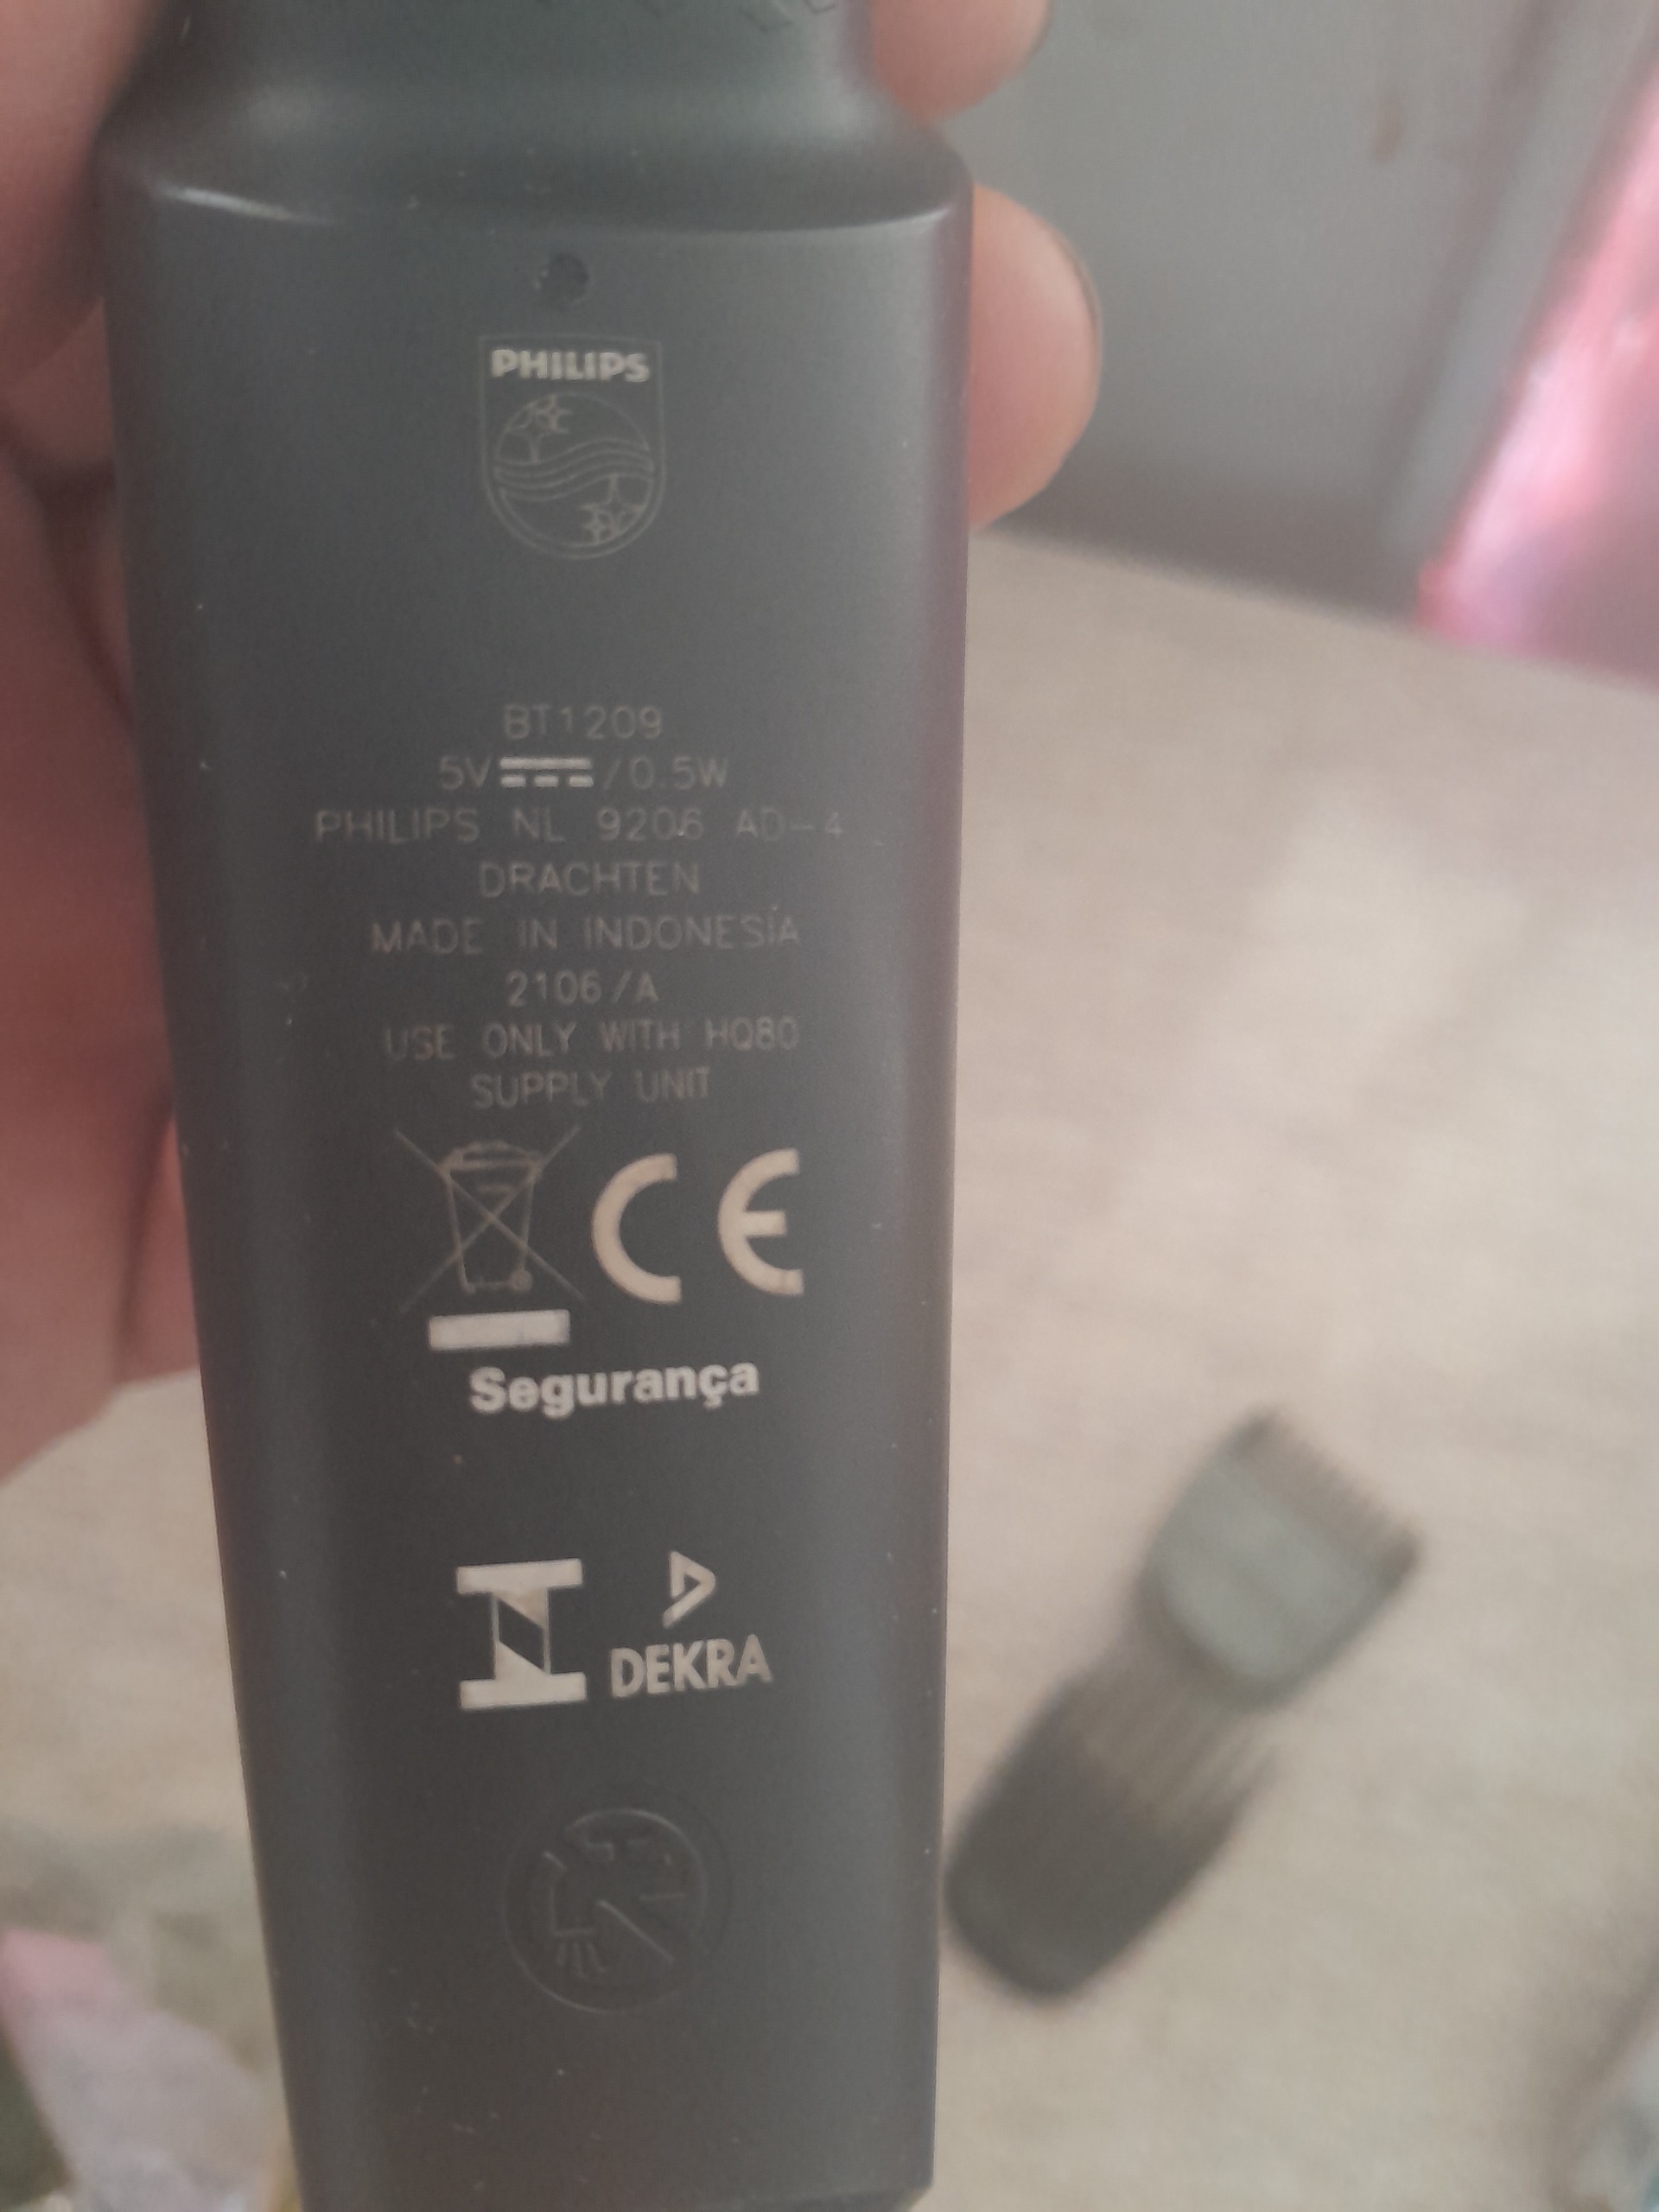 PHILIPS
BT1209
5V⎓/0.5W
PHILIPS NL 9206 AD-4
DRACHTEN
MADE IN INDONESIA
2106/A
USE ONLY WITH HQ80
SUPPLY UNIT
CE
Segurança
DEKRA